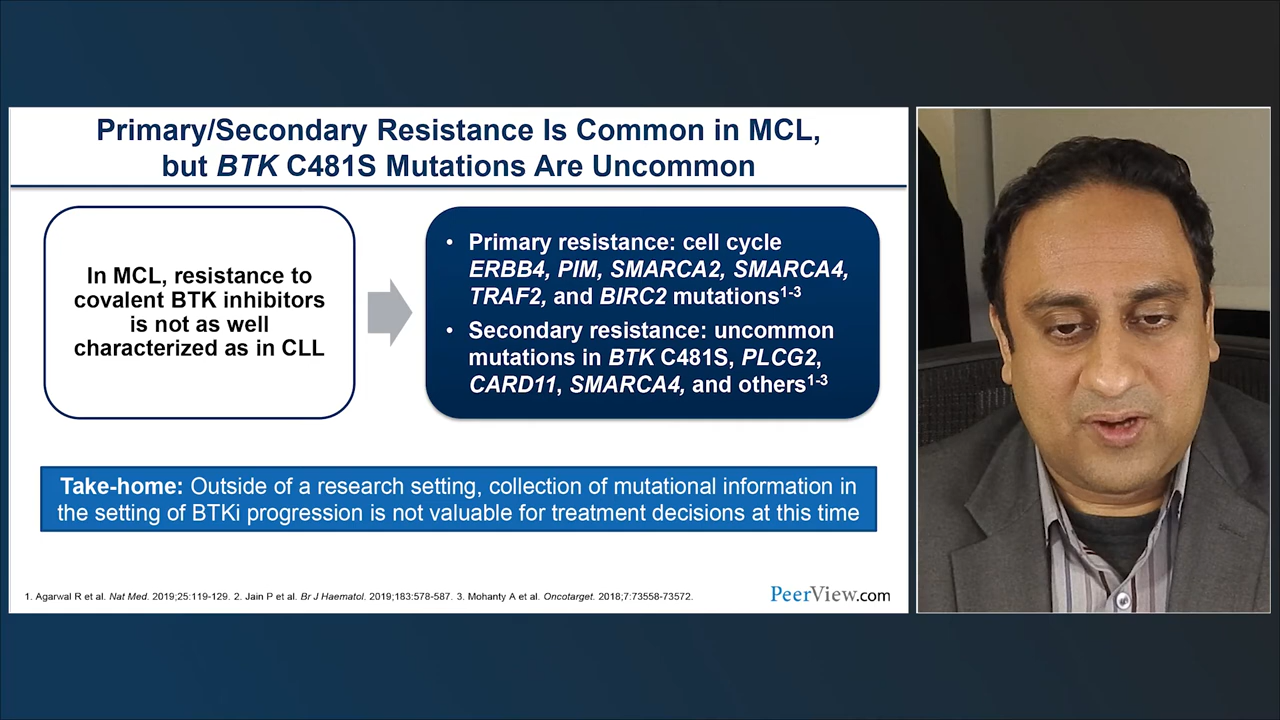 Primary/Secondary Resistance Is Common in MCL,
but BTK C481S Mutations Are Uncommon
In MCL, resistance to
covalent BTK inhibitors
is not as well
characterized as in CLL
• Primary resistance: cell cycle
ERBB4, PIM, SMARCA2, SMARCA4,
TRAF2, and BIRC2 mutations1-3
• Secondary resistance: uncommon
mutations in BTK C481S, PLCG2,
CARD11, SMARCA4, and others1-3
Take-home: Outside of a research setting, collection of mutational information in
the setting of BTKi progression is not valuable for treatment decisions at this time
1. Agarwal R et al. Nat Med. 2019;25:119-129. 2. Jain P et al. Br J Haematol. 2019;183:578-587. 3. Mohanty A et al. Oncotarget. 2018;7:73558-73572.
PeerView.com